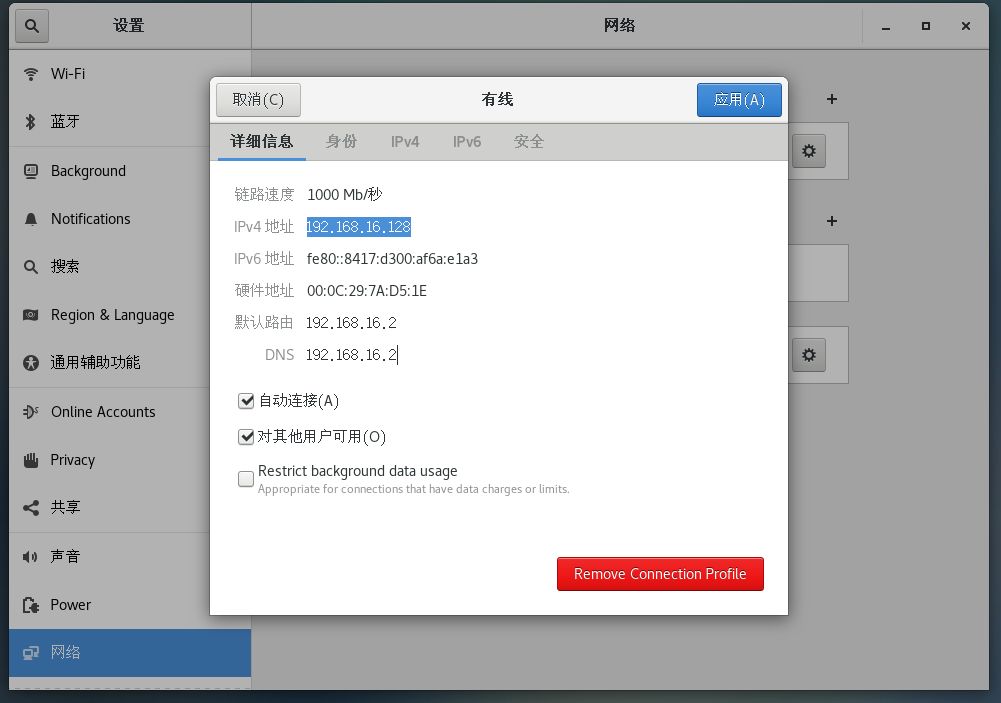 设置
网络
Wi-Fi
蓝牙
Background
Notifications
搜索
Region & Language
通用辅助功能
Online Accounts
Privacy
共享
声音
Power
网络
取消(C)
有线
应用(A)
详细信息
身份
IPv4
IPv6
安全
链路速度 1000 Mb/秒
IPv4 地址 192.168.16.128
IPv6 地址 fe80::8417:d300:af6a:e1a3
硬件地址 00:0C:29:7A:D5:1E
默认路由 192.168.16.2
DNS 192.168.16.2
自动连接(A)
对其他用户可用(O)
Restrict background data usage
Appropriate for connections that have data charges or limits.
Remove Connection Profile